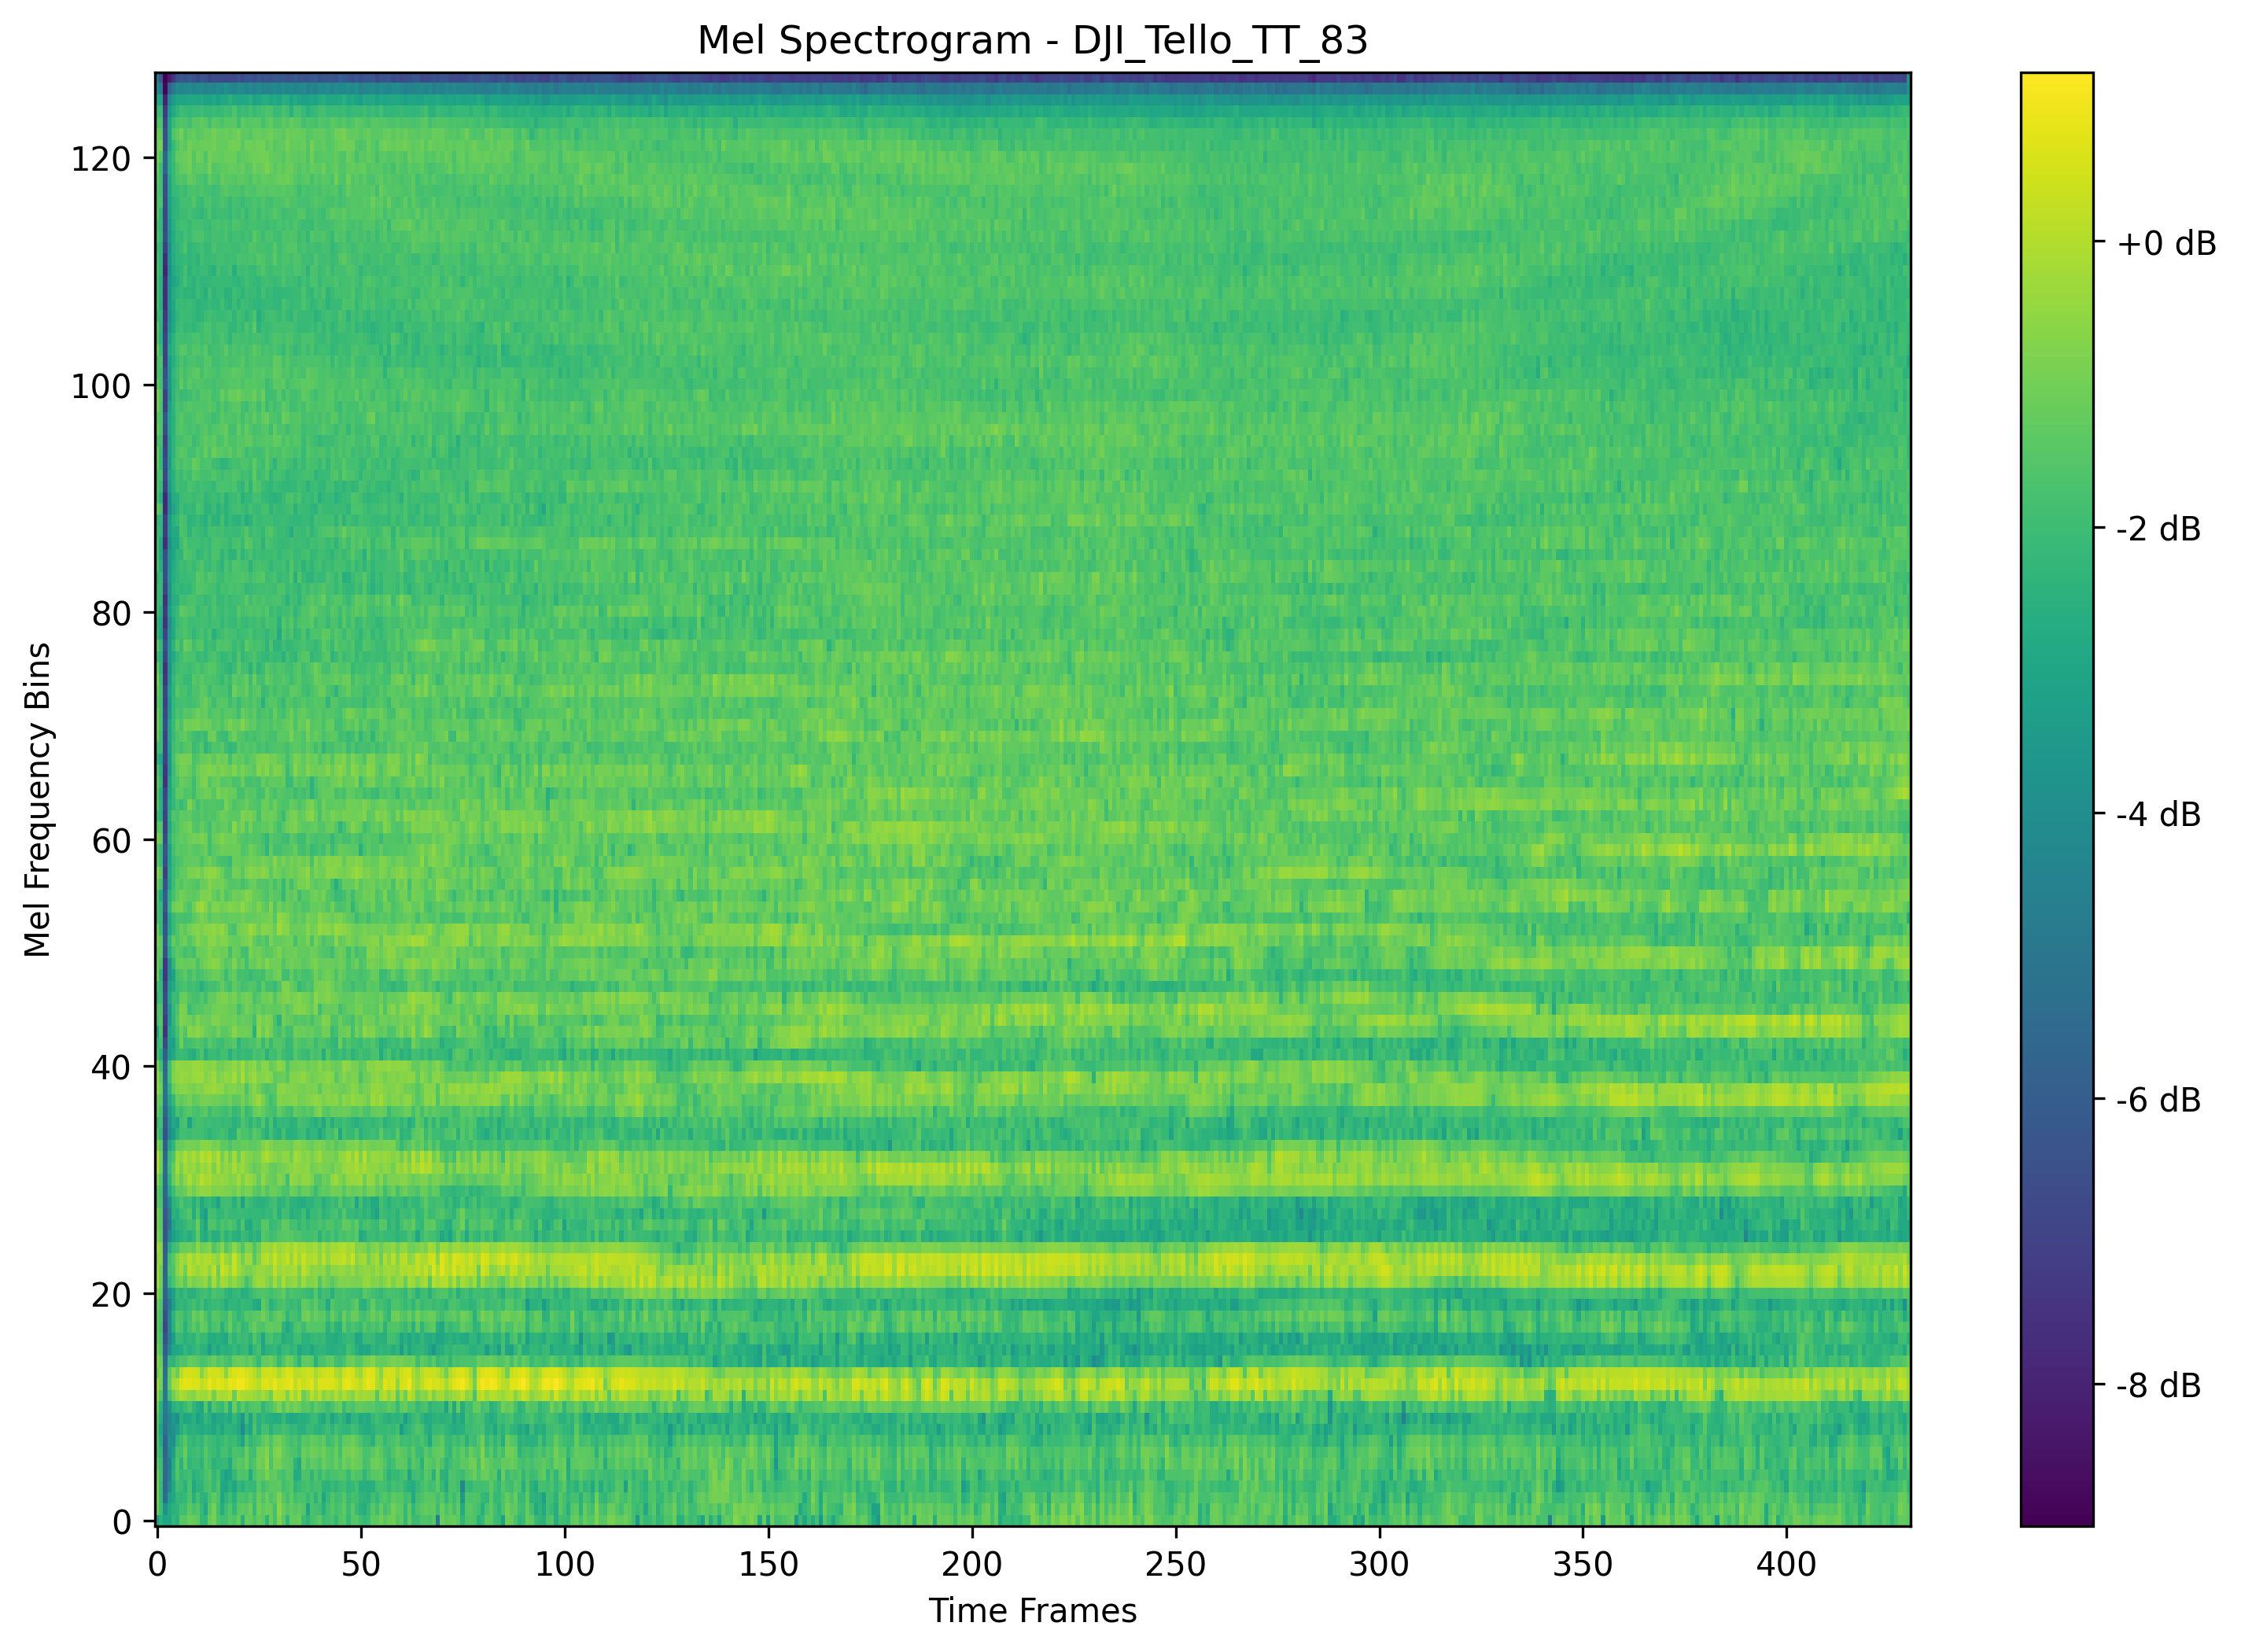 Mel Spectrogram - DJI_Tello_TT_83
Mel Frequency Bins
120
100
80
60
40
20
0
0 50 100 150 200 250 300 350 400
Time Frames
+0 dB
-2 dB
-4 dB
-6 dB
-8 dB